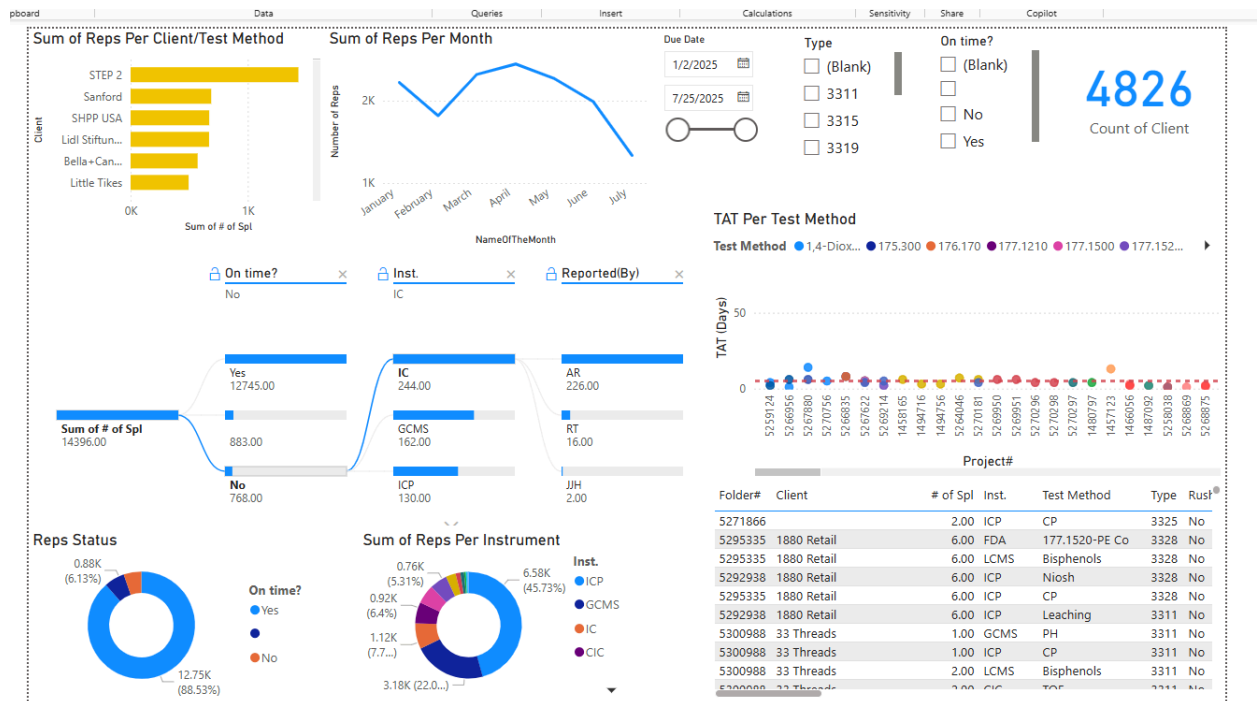 pboard
Data
Queries
Insert
Calculations
Sensitivity
Share
Copilot
Sum of Reps Per Client/Test Method
Client
STEP 2
Sanford
SHPP USA
Lidl Stiftun...
Bella+Can...
Little Tikes
0K
1K
Sum of # of Spl
Sum of Reps Per Month
Number of Reps
2K
1K
January
February
March
April
May
June
July
NameOfTheMonth
Due Date
1/2/2025
7/25/2025
Type
(Blank)
3311
3315
3319
On time?
(Blank)
No
Yes
4826
Count of Client
On time?
No
Inst.
IC
Reported(By)
Sum of # of Spl
14396.00
Yes
12745.00
883.00
No
768.00
IC
244.00
GCMS
162.00
ICP
130.00
AR
226.00
RT
16.00
JJH
2.00
TAT Per Test Method
Test Method 1,4-Diox... 175.300 176.170 177.1210 177.1500 177.152...
TAT (Days)
50
0
5259124
5266956
5267880
5270756
5266835
5267622
5269214
1458165
1494716
1494756
5264046
5270181
5269950
5269951
5270296
5270298
5270297
1480797
1457123
1466056
1487092
5258038
5268869
5268875
Project#
Folder# Client # of Spl Inst. Test Method Type Rush
5271866 2.00 ICP CP 3325 No
5295335 1880 Retail 6.00 FDA 177.1520-PE Co 3328 No
5295335 1880 Retail 6.00 LCMS Bisphenols 3328 No
5292938 1880 Retail 6.00 ICP Niosh 3328 No
5295335 1880 Retail 6.00 ICP CP 3328 No
5292938 1880 Retail 6.00 ICP Leaching 3311 No
5300988 33 Threads 1.00 GCMS PH 3311 No
5300988 33 Threads 1.00 ICP CP 3311 No
5300988 33 Threads 2.00 LCMS Bisphenols 3311 No
5300988 33 Threads 2.00 CIC TOF 3311 No
Reps Status
0.88K
(6.13%)
12.75K
(88.53%)
On time?
Yes
No
Sum of Reps Per Instrument
0.76K
(5.31%)
0.92K
(6.4%)
1.12K
(7.7...)
3.18K (22.0...)
6.58K
(45.73%)
Inst.
ICP
GCMS
IC
CIC